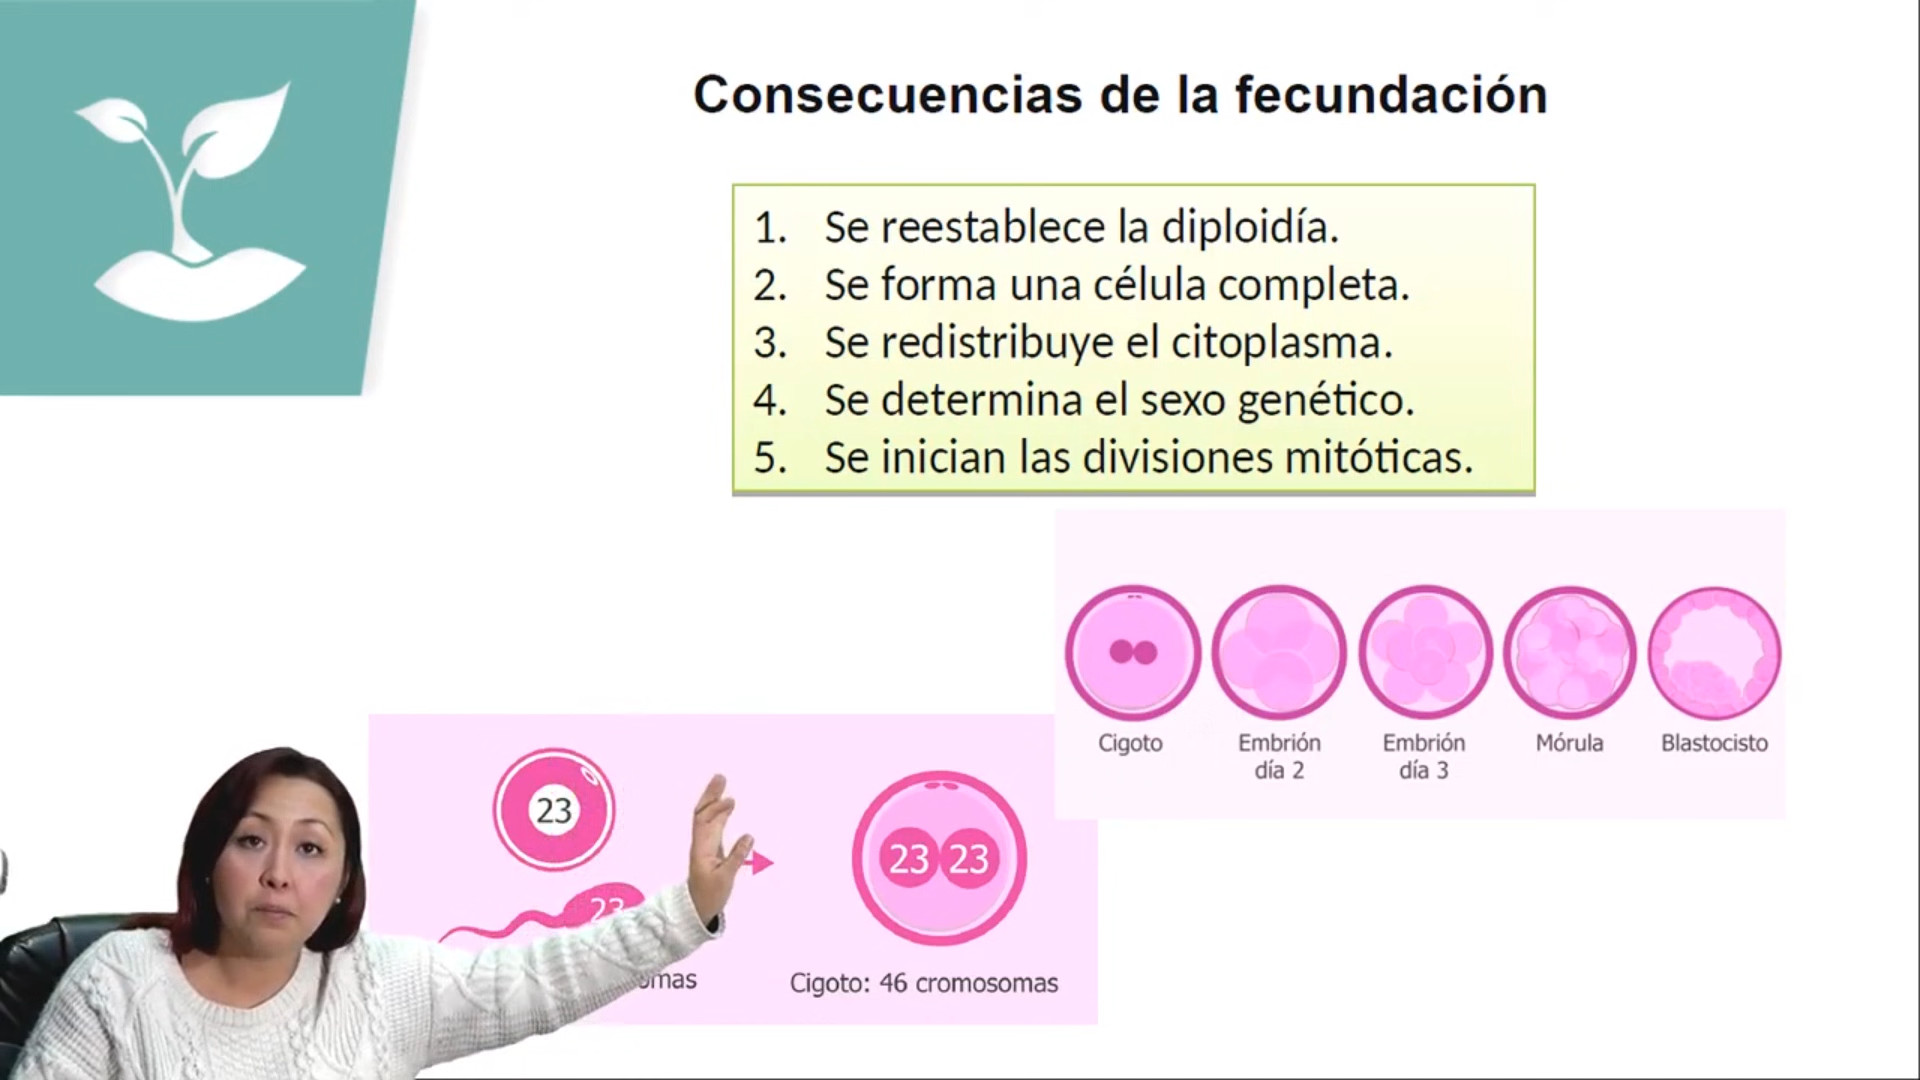 Consecuencias de la fecundación
1. Se reestablece la diploidía.
2. Se forma una célula completa.
3. Se redistribuye el citoplasma.
4. Se determina el sexo genético.
5. Se inician las divisiones mitóticas.
Cigoto
Embrión
día 2
Embrión
día 3
Mórula
Blastocisto
23
23
23 23
Cigoto: 46 cromosomas